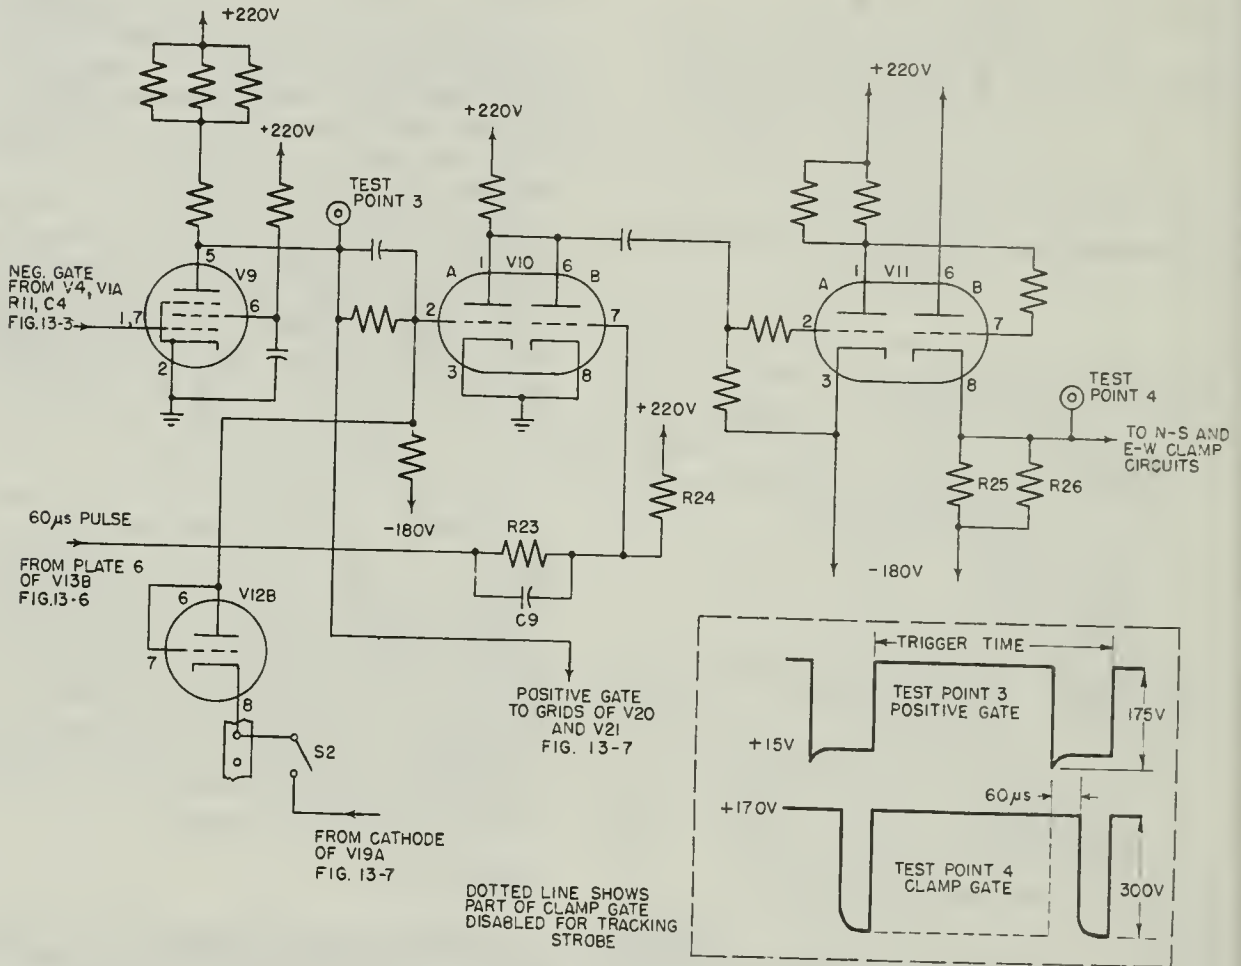 +220V
+220V
+220V
+220V
TEST
POINT 3
NEG. GATE
FROM V4, V1A
R11, C4
FIG.13-3
1,7
5
V9
6
2
A
1
V10
6
B
2
7
3
8
A
1
V11
6
B
2
7
3
8
TEST
POINT 4
TO N-S AND
E-W CLAMP
CIRCUITS
+220V
R24
R25
R26
-180V
-180V
60µs PULSE
FROM PLATE 6
OF V13B
FIG.13-6
R23
C9
6
V12B
7
8
S2
FROM CATHODE
OF V19A
FIG. 13-7
POSITIVE GATE
TO GRIDS OF V20
AND V21
FIG. 13-7
DOTTED LINE SHOWS
PART OF CLAMP GATE
DISABLED FOR TRACKING
STROBE
TRIGGER TIME
TEST POINT 3
POSITIVE GATE
+15V
175V
60µs
+170V
TEST POINT 4
CLAMP GATE
300V